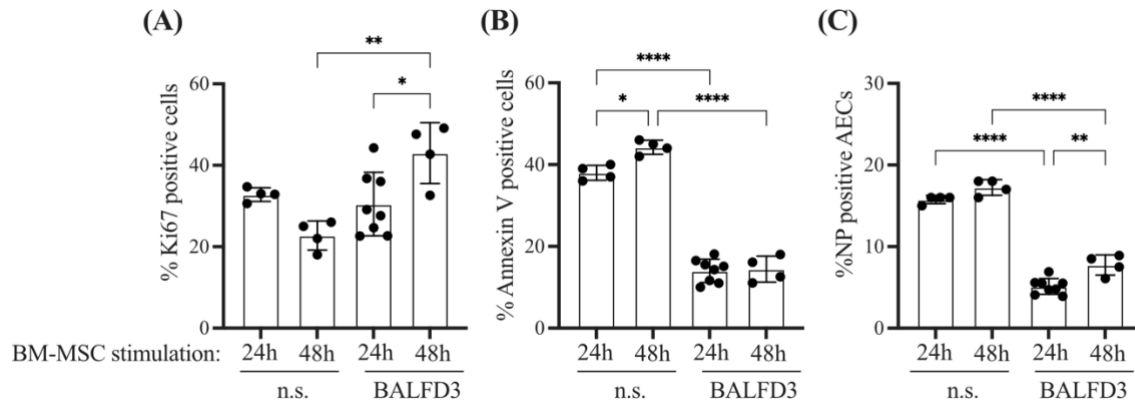 (A)
% Ki67 positive cells
60
40
20
0
**
*
(B)
% Annexin V positive cells
60
40
20
0
****
*
****
(C)
%NP positive AECs
30
20
10
0
****
****
**
BM-MSC stimulation: 24h 48h 24h 48h 24h 48h 24h 48h 24h 48h 24h 48h
n.s. BALFD3 n.s. BALFD3 n.s. BALFD3